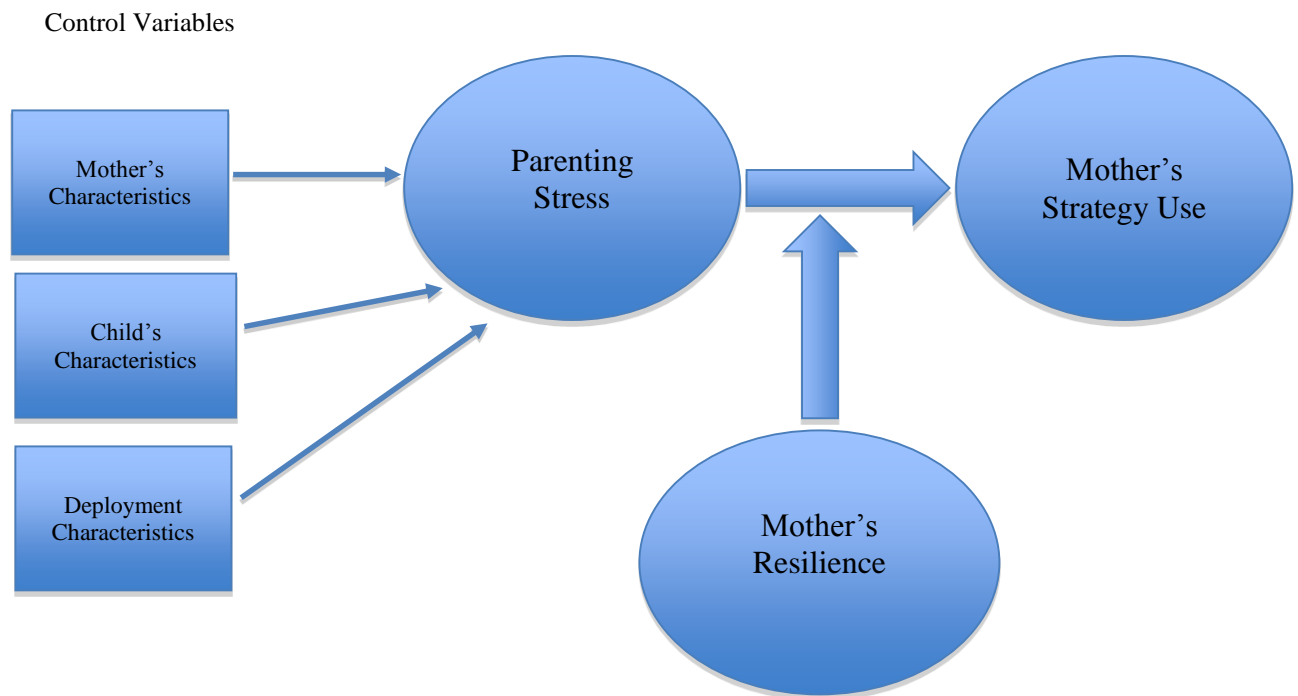 Control Variables
Mother’s
Characteristics
Parenting
Stress
Mother’s
Strategy Use
Child’s
Characteristics
Deployment
Characteristics
Mother’s
Resilience